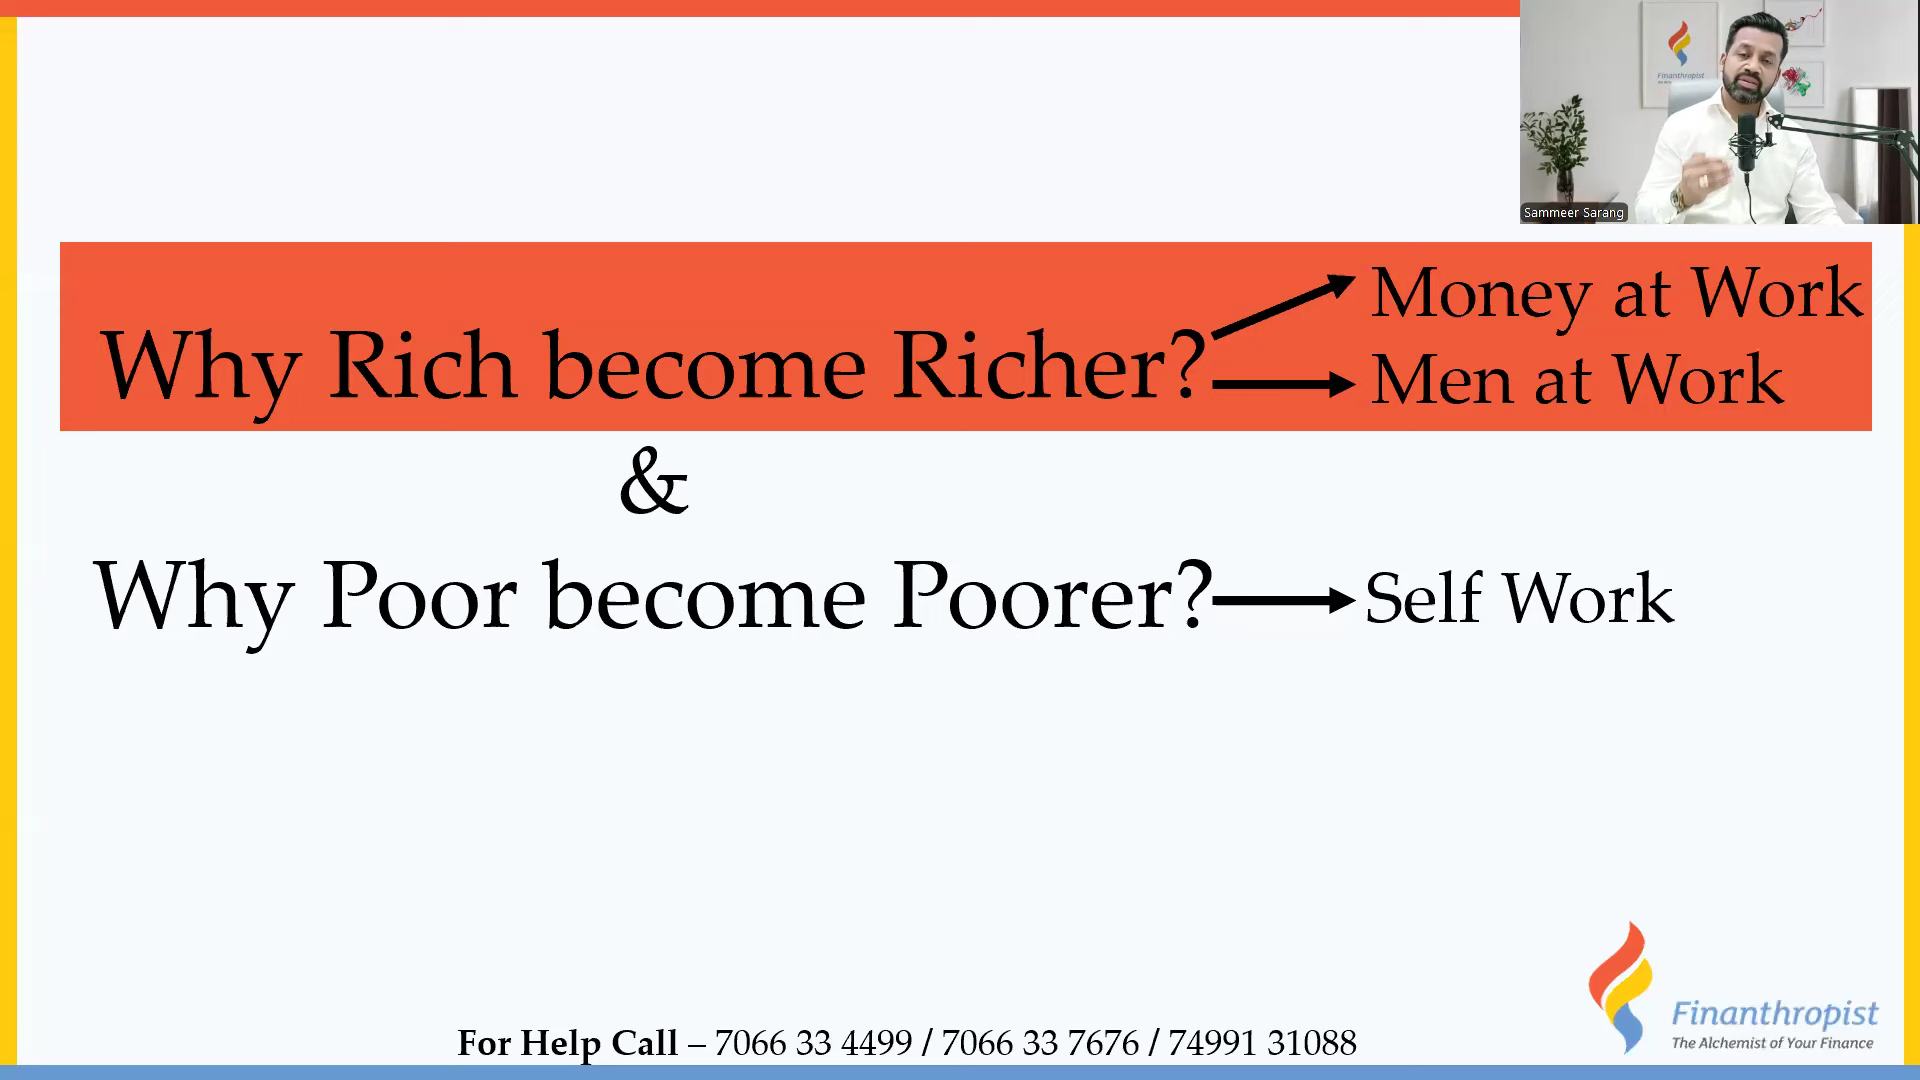 Finanthropist
Sammeer Sarang
Money at Work
Why Rich become Richer?
Men at Work
&
Why Poor become Poorer?
Self Work
Finanthropist
The Alchemist of Your Finance
For Help Call – 7066 33 4499 / 7066 33 7676 / 74991 31088